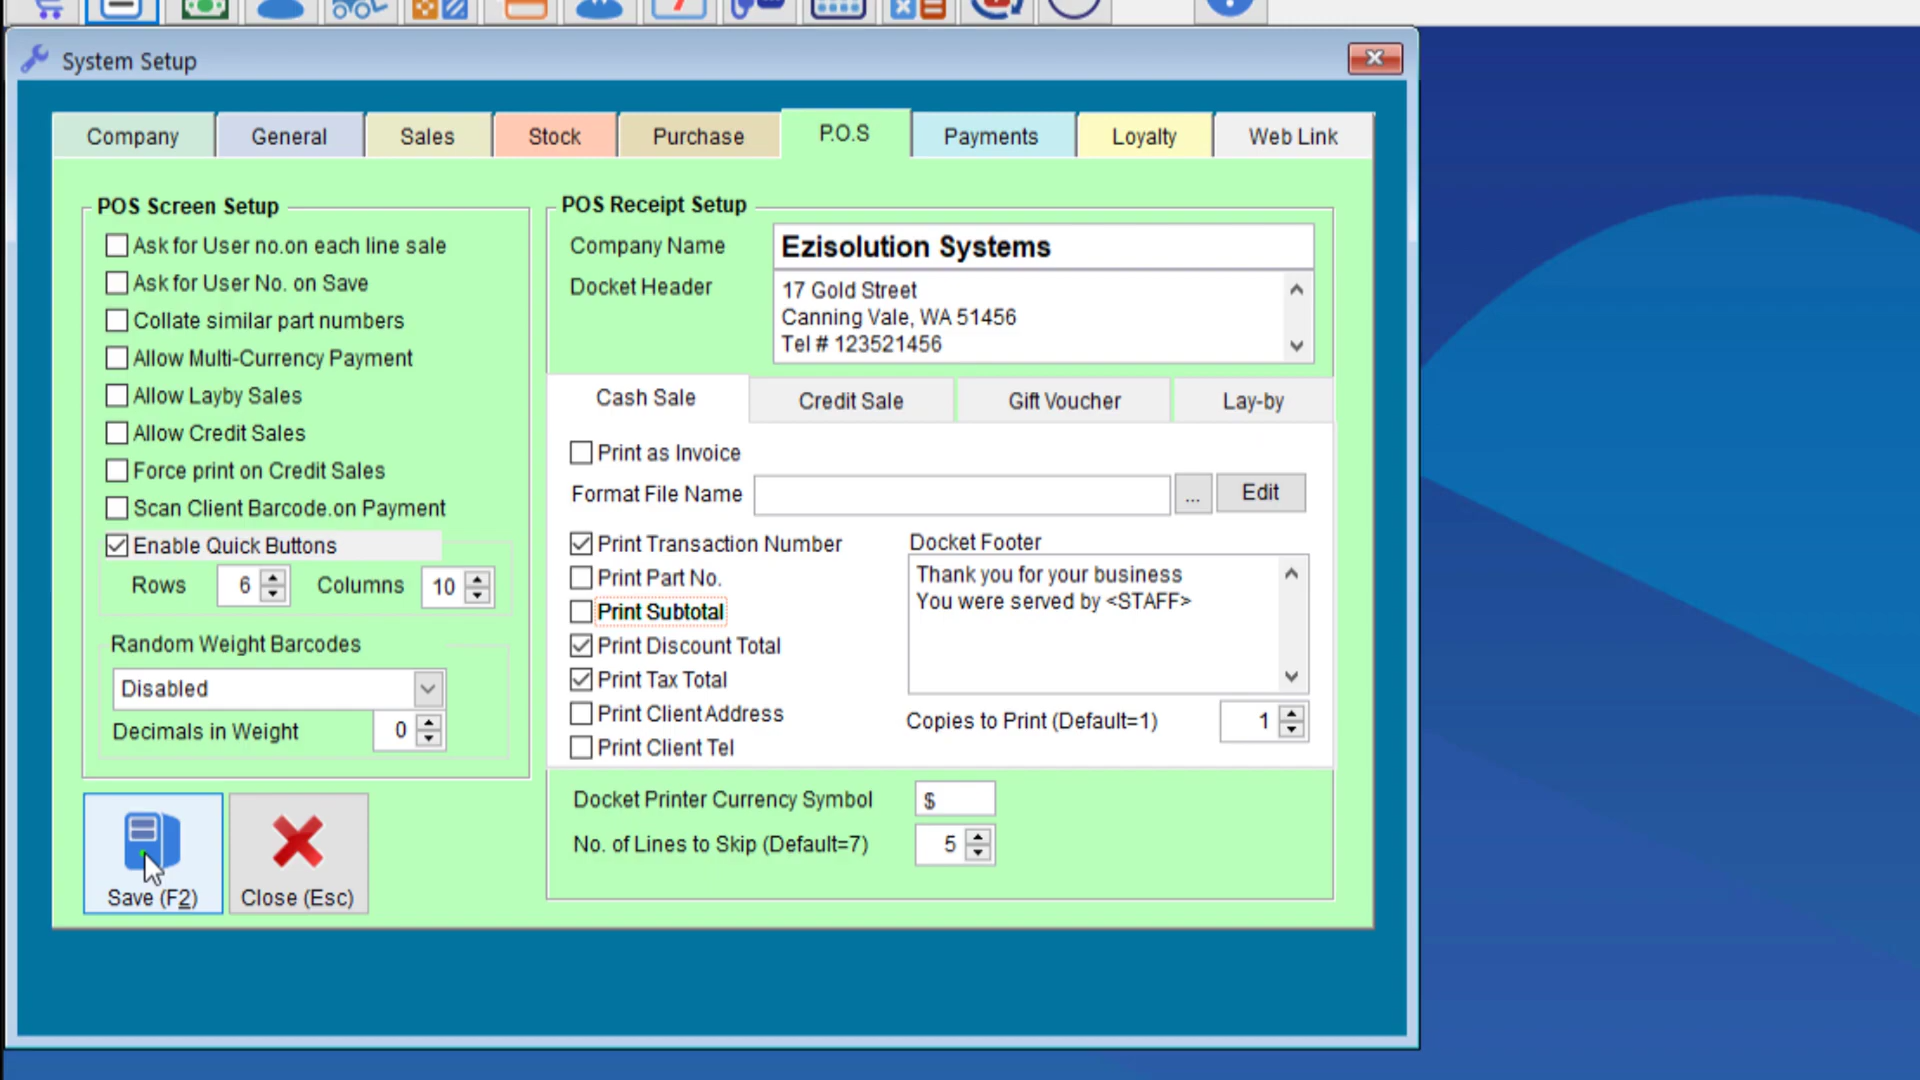 System Setup
Company
General
Sales
Stock
Purchase
P.O.S
Payments
Loyalty
Web Link
POS Screen Setup
Ask for User no.on each line sale
Ask for User No. on Save
Collate similar part numbers
Allow Multi-Currency Payment
Allow Layby Sales
Allow Credit Sales
Force print on Credit Sales
Scan Client Barcode.on Payment
Enable Quick Buttons
Rows 6 Columns 10
Random Weight Barcodes
Disabled
Decimals in Weight 0
Save (F2)
Close (Esc)
POS Receipt Setup
Company Name Ezisolution Systems
Docket Header
17 Gold Street
Canning Vale, WA 51456
Tel # 123521456
Cash Sale
Credit Sale
Gift Voucher
Lay-by
Print as Invoice
Format File Name ... Edit
Print Transaction Number
Print Part No.
Print Subtotal
Print Discount Total
Print Tax Total
Print Client Address
Print Client Tel
Docket Footer
Thank you for your business
You were served by <STAFF>
Copies to Print (Default=1) 1
Docket Printer Currency Symbol $
No. of Lines to Skip (Default=7) 5